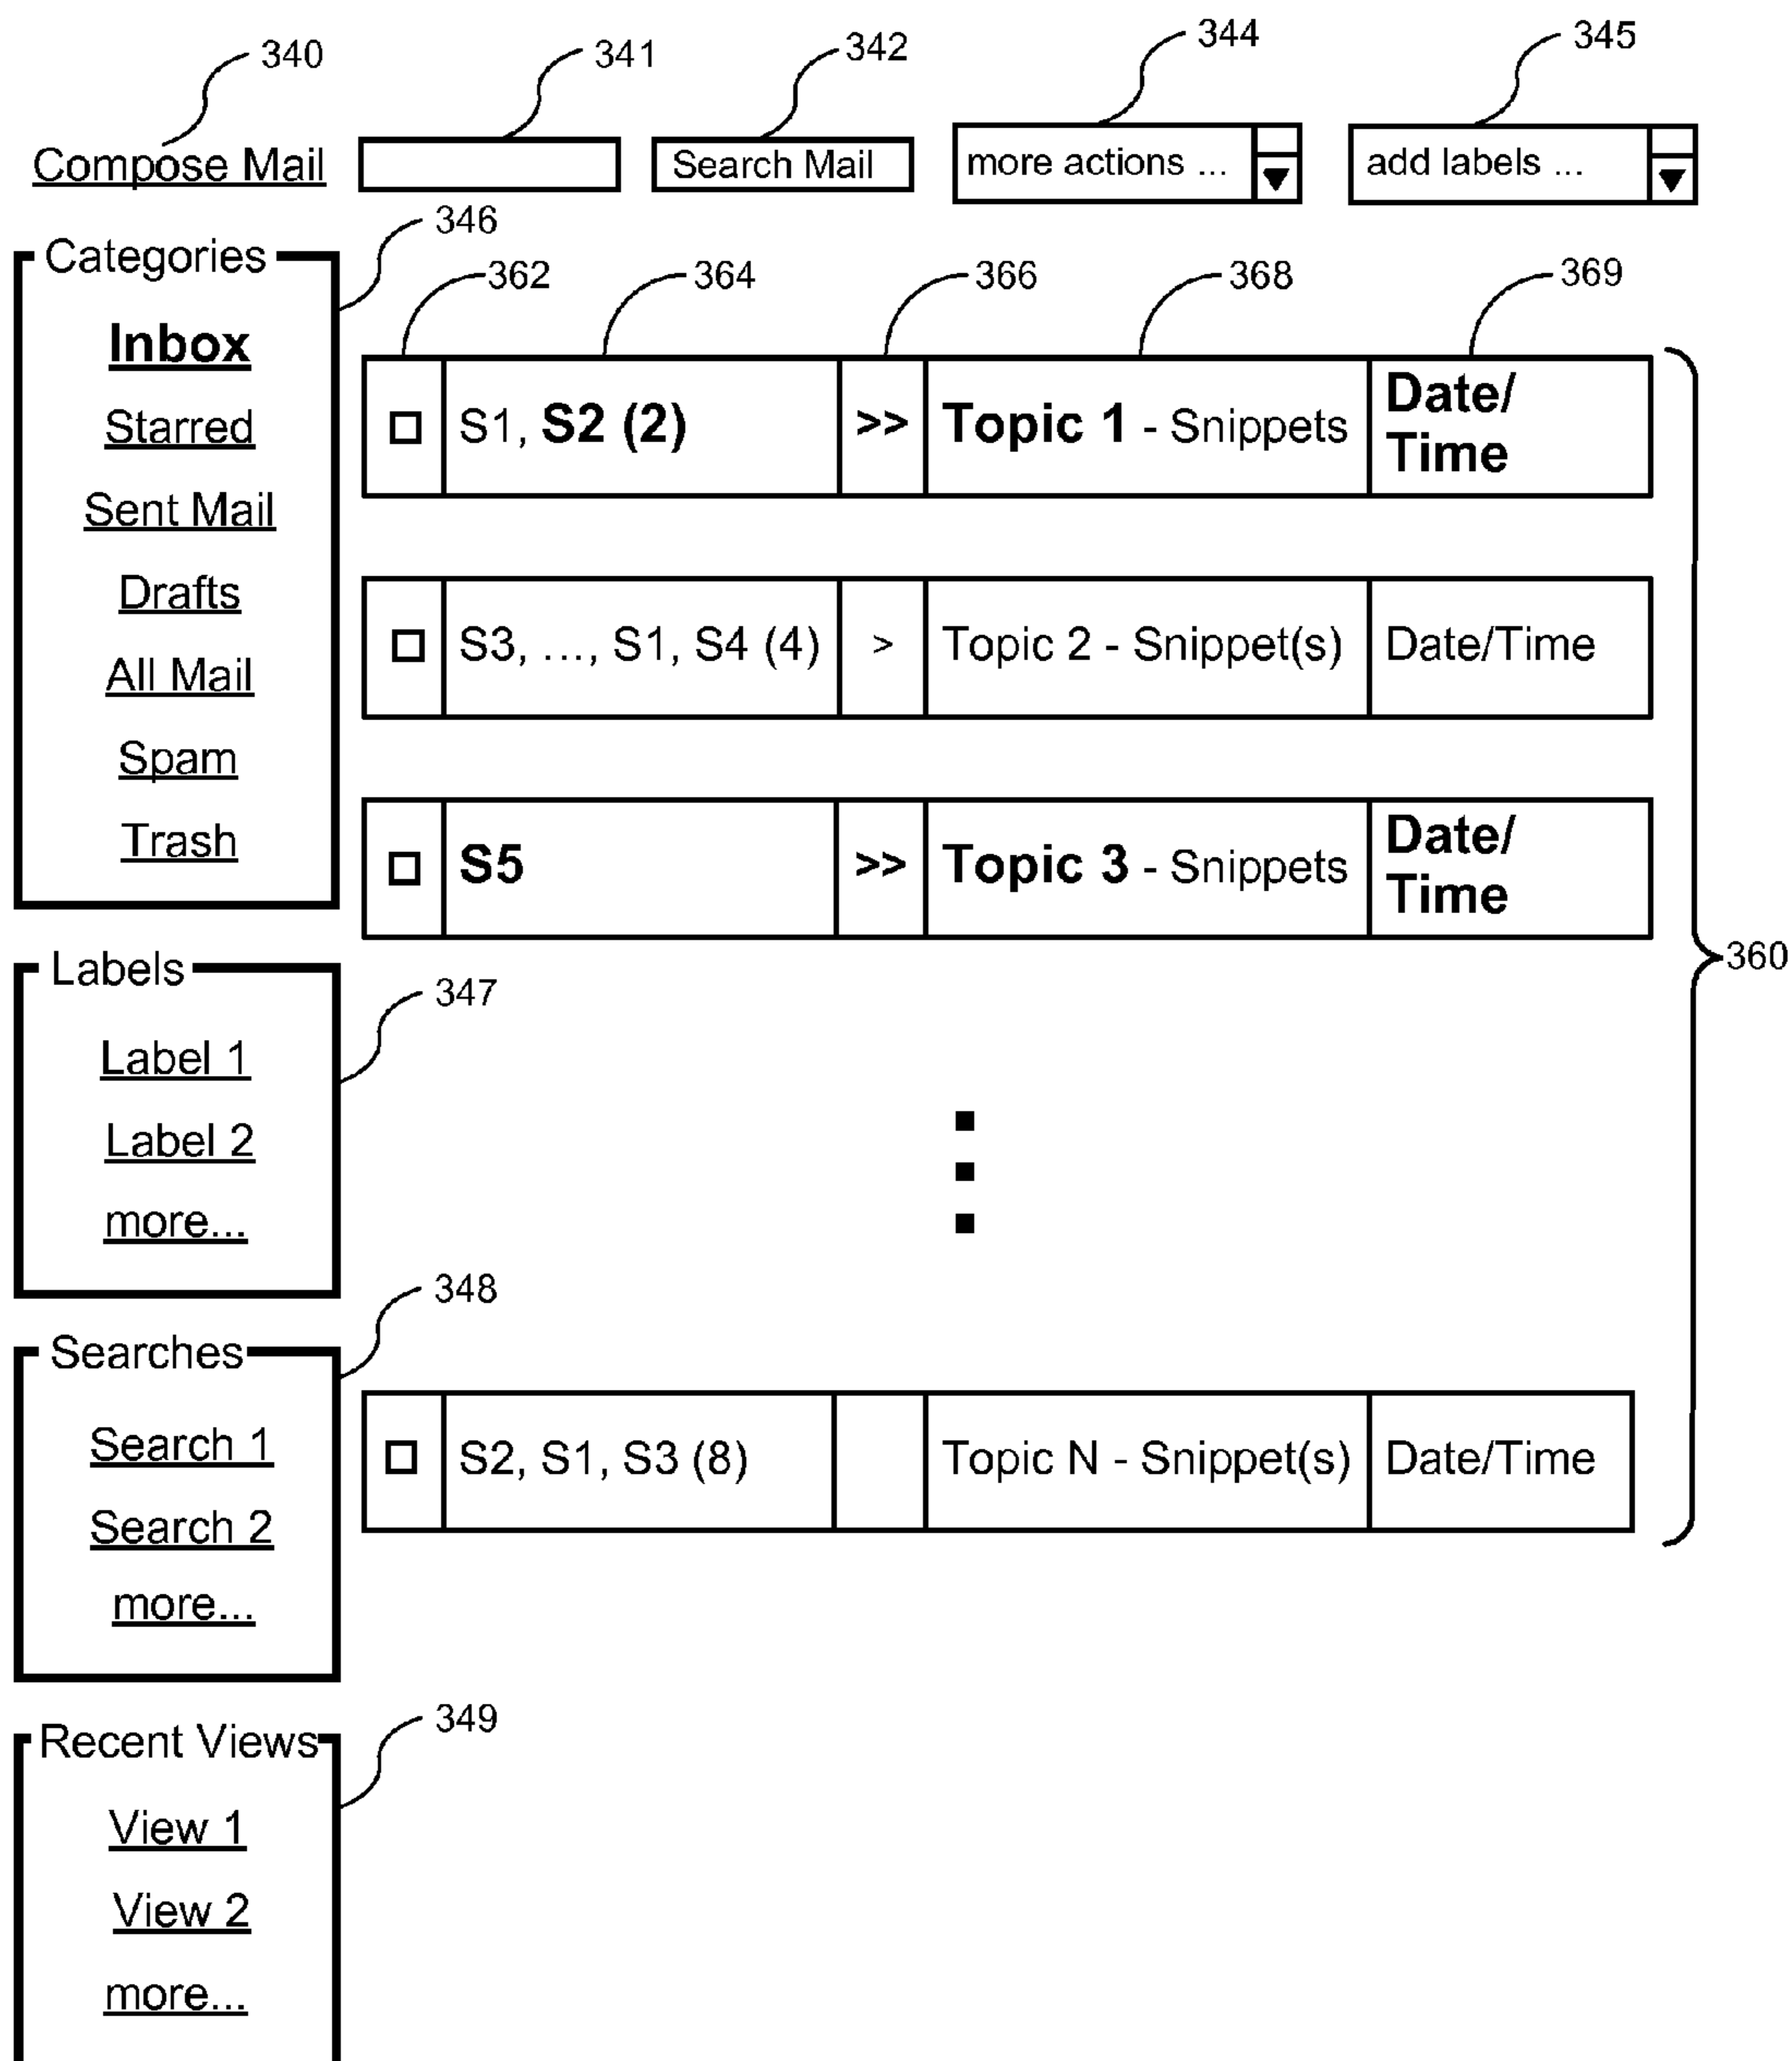 340
341
342
344
345
Compose Mail
Search Mail
more actions ...
add labels ...
346
Categories
Inbox
Starred
Sent Mail
Drafts
All Mail
Spam
Trash
362
364
366
368
369
S1, S2 (2)
>>
Topic 1 - Snippets
Date/
Time
S3, ..., S1, S4 (4)
>
Topic 2 - Snippet(s)
Date/Time
S5
>>
Topic 3 - Snippets
Date/
Time
360
Labels
347
Label 1
Label 2
more...
348
Searches
Search 1
Search 2
more...
S2, S1, S3 (8)
Topic N - Snippet(s)
Date/Time
349
Recent Views
View 1
View 2
more...